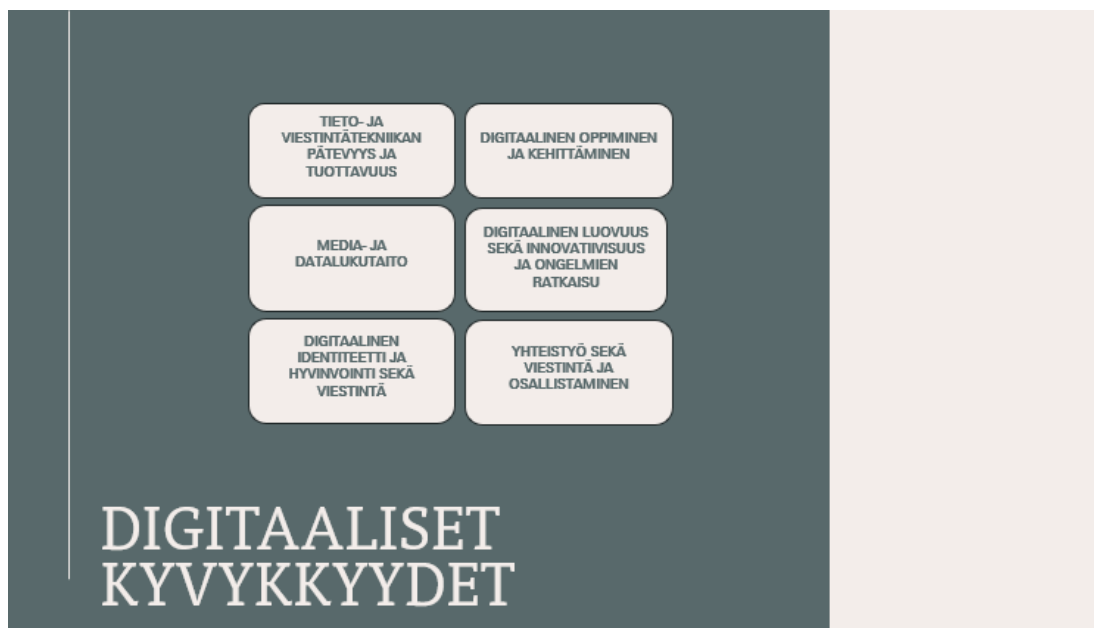 TIETO- JA
VIESTINTÄTEKNIIKAN
PÄTEVYYS JA
TUOTTAVUUS
DIGITAALINEN OPPIMINEN
JA KEHITTÄMINEN
MEDIA- JA
DATALUKUTAITO
DIGITAALINEN LUOVUUS
SEKÄ INNOVATIIVISUUS
JA ONGELMIEN
RATKAISU
DIGITAALINEN
IDENTITEETTI JA
HYVINVOINTI SEKÄ
VIESTINTÄ
YHTEISTYÖ SEKÄ
VIESTINTÄ JA
OSALLISTAMINEN
DIGITAALISET
KYVYKKYYDET